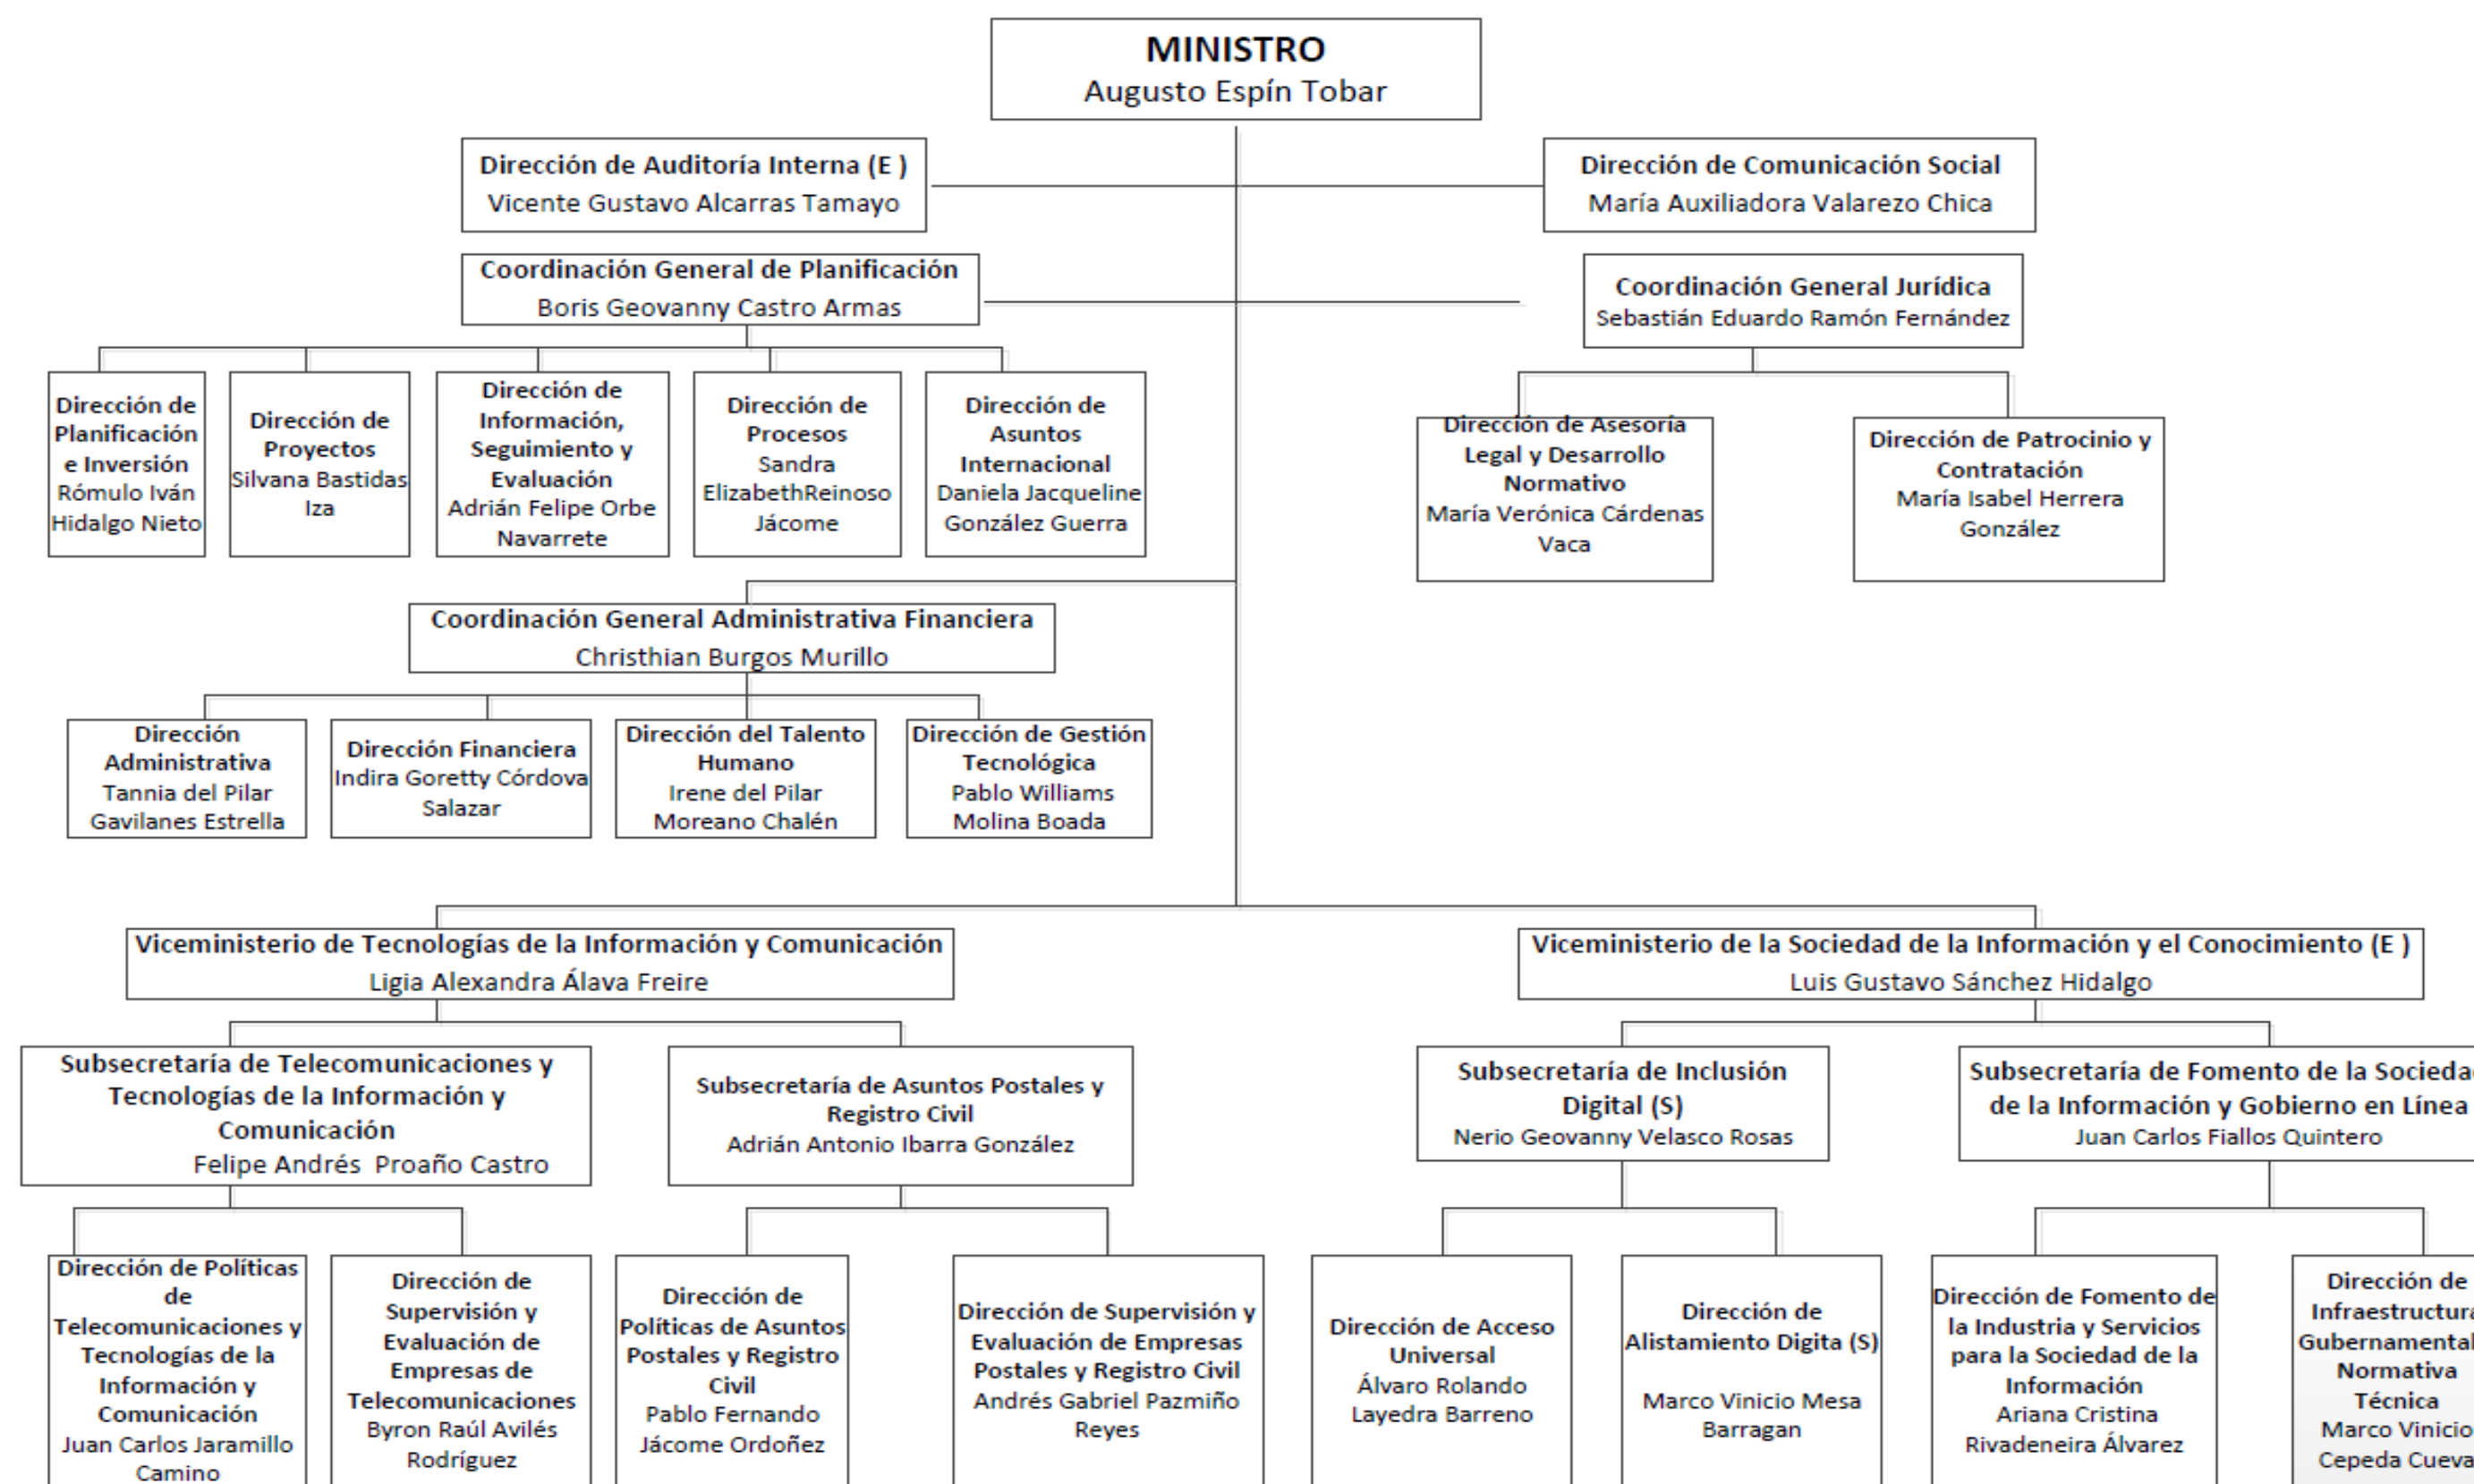 MINISTRO
Augusto Espín Tobar
Dirección de Auditoría Interna (E )
Vicente Gustavo Alcarras Tamayo
Dirección de Comunicación Social
María Auxiliadora Valarezo Chica
Coordinación General de Planificación
Boris Geovanny Castro Armas
Coordinación General Jurídica
Sebastián Eduardo Ramón Fernández
Dirección de
Planificación
e Inversión
Rómulo Iván
Hidalgo Nieto
Dirección de
Proyectos
Silvana Bastidas
Iza
Dirección de
Información,
Seguimiento y
Evaluación
Adrián Felipe Orbe
Navarrete
Dirección de
Procesos
Sandra
ElizabethReinoso
Jácome
Dirección de
Asuntos
Internacional
Daniela Jacqueline
González Guerra
Dirección de Asesoría
Legal y Desarrollo
Normativo
María Verónica Cárdenas
Vaca
Dirección de Patrocinio y
Contratación
María Isabel Herrera
González
Coordinación General Administrativa Financiera
Christhian Burgos Murillo
Dirección
Administrativa
Tannia del Pilar
Gavilanes Estrella
Dirección Financiera
Indira Goretty Córdova
Salazar
Dirección del Talento
Humano
Irene del Pilar
Moreano Chalén
Dirección de Gestión
Tecnológica
Pablo Williams
Molina Boada
Viceministerio de Tecnologías de la Información y Comunicación
Ligia Alexandra Álava Freire
Viceministerio de la Sociedad de la Información y el Conocimiento (E )
Luis Gustavo Sánchez Hidalgo
Subsecretaría de Telecomunicaciones y
Tecnologías de la Información y
Comunicación
Felipe Andrés  Proaño Castro
Subsecretaría de Asuntos Postales y
Registro Civil
Adrián Antonio Ibarra González
Subsecretaría de Inclusión
Digital (S)
Nerio Geovanny Velasco Rosas
Subsecretaría de Fomento de la Sociedad
de la Información y Gobierno en Línea
Juan Carlos Fiallos Quintero
Dirección de Políticas
de
Telecomunicaciones y
Tecnologías de la
Información y
Comunicación
Juan Carlos Jaramillo
Camino
Dirección de
Supervisión y
Evaluación de
Empresas de
Telecomunicaciones
Byron Raúl Avilés
Rodríguez
Dirección de
Políticas de Asuntos
Postales y Registro
Civil
Pablo Fernando
Jácome Ordoñez
Dirección de Supervisión y
Evaluación de Empresas
Postales y Registro Civil
Andrés Gabriel Pazmiño
Reyes
Dirección de Acceso
Universal
Álvaro Rolando
Layedra Barreno
Dirección de
Alistamiento Digita (S)
Marco Vinicio Mesa
Barragan
Dirección de Fomento de
la Industria y Servicios
para la Sociedad de la
Información
Ariana Cristina
Rivadeneira Álvarez
Dirección de
Infraestructura
Gubernamental
Normativa
Técnica
Marco Vinicio
Cepeda Cueva